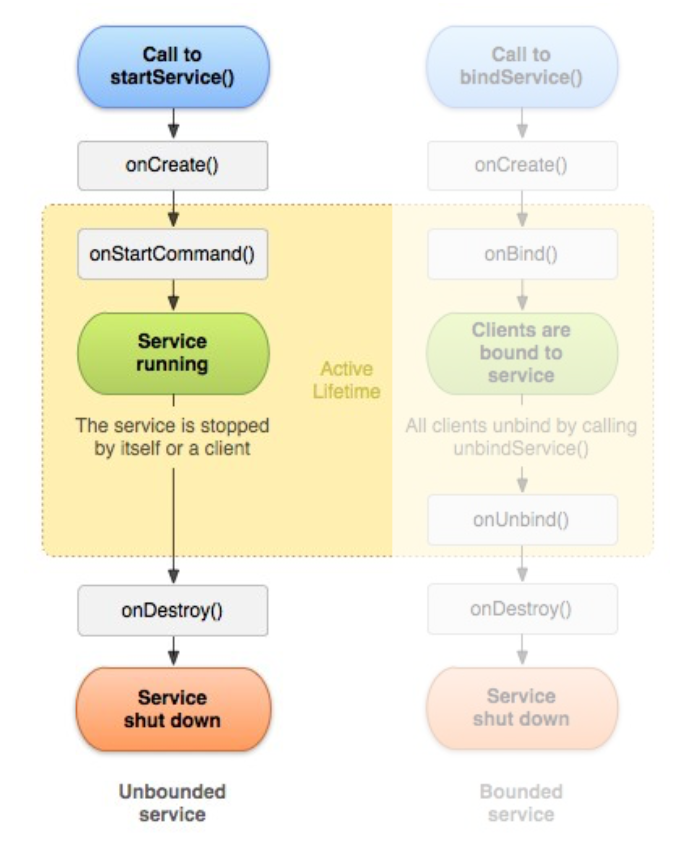 Call to
startService()
onCreate()
onStartCommand()
Service
running
The service is stopped
by itself or a client
onDestroy()
Service
shut down
Unbounded
service
Active
Lifetime
Call to
bindService()
onCreate()
onBind()
Clients are
bound to
service
All clients unbind by calling
unbindService()
onUnbind()
onDestroy()
Service
shut down
Bounded
service